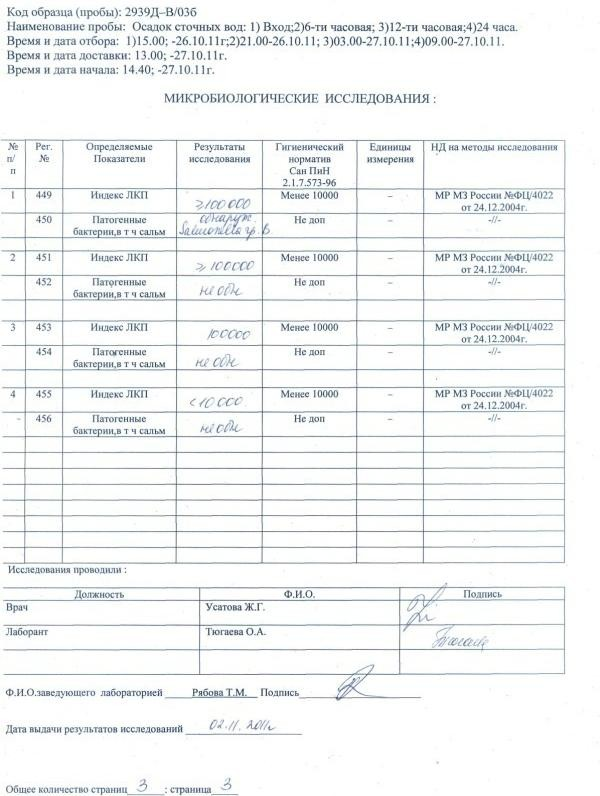 Код образца (пробы): 2939Д–В/03б
Наименование пробы: Осадок сточных вод: 1) Вход;2)6-ти часовая; 3)12-ти часовая;4)24 часа.
Время и дата отбора: 1)15.00; -26.10.11г;2)21.00-26.10.11; 3)03.00-27.10.11;4)09.00-27.10.11.
Время и дата доставки: 13.00; -27.10.11г.
Время и дата начала: 14.40; -27.10.11г.
МИКРОБИОЛОГИЧЕСКИЕ ИССЛЕДОВАНИЯ :
№ п/п Рег. № Определяемые Показатели Результаты исследования Гигиенический норматив Сан ПиН 2.1.7.573-96 Единицы измерения НД на методы исследования
1 449 Индекс ЛКП ≥100000 Менее 10000 – МР МЗ России №ФЦ/4022 от 24.12.2004г.
450 Патогенные бактерии,в т ч сальм обнаруж. Salmonella гр. В Не доп – -//-
2 451 Индекс ЛКП ≥100000 Менее 10000 – МР МЗ России №ФЦ/4022 от 24.12.2004г.
452 Патогенные бактерии,в т ч сальм не обн Не доп – -//-
3 453 Индекс ЛКП 100000 Менее 10000 – МР МЗ России №ФЦ/4022 от 24.12.2004г.
454 Патогенные бактерии,в т ч сальм не обн Не доп – -//-
4 455 Индекс ЛКП <10000 Менее 10000 – МР МЗ России №ФЦ/4022 от 24.12.2004г.
456 Патогенные бактерии,в т ч сальм не обн Не доп – -//-
Исследования проводили :
Должность Ф.И.О. Подпись
Врач Усатова Ж.Г.
Лаборант Тюгаева О.А. Тюгаева
Ф.И.О.заведующего лабораторией Рябова Т.М. Подпись
Дата выдачи результатов исследований 02.11.2011г
Общее количество страниц 3 : страница 3